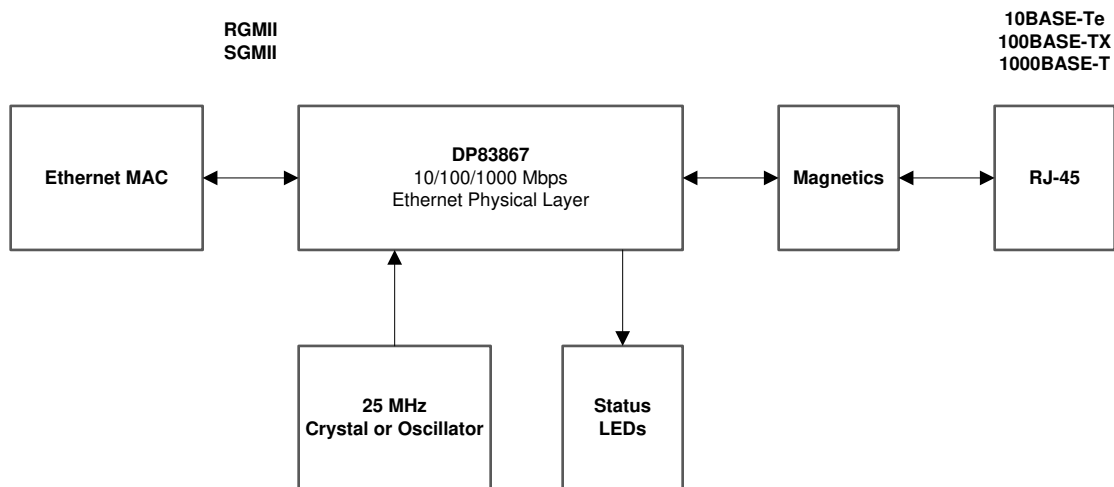 RGMII
SGMII
10BASE-Te
100BASE-TX
1000BASE-T
Ethernet MAC
DP83867
10/100/1000 Mbps
Ethernet Physical Layer
Magnetics
RJ-45
25 MHz
Crystal or Oscillator
Status
LEDs